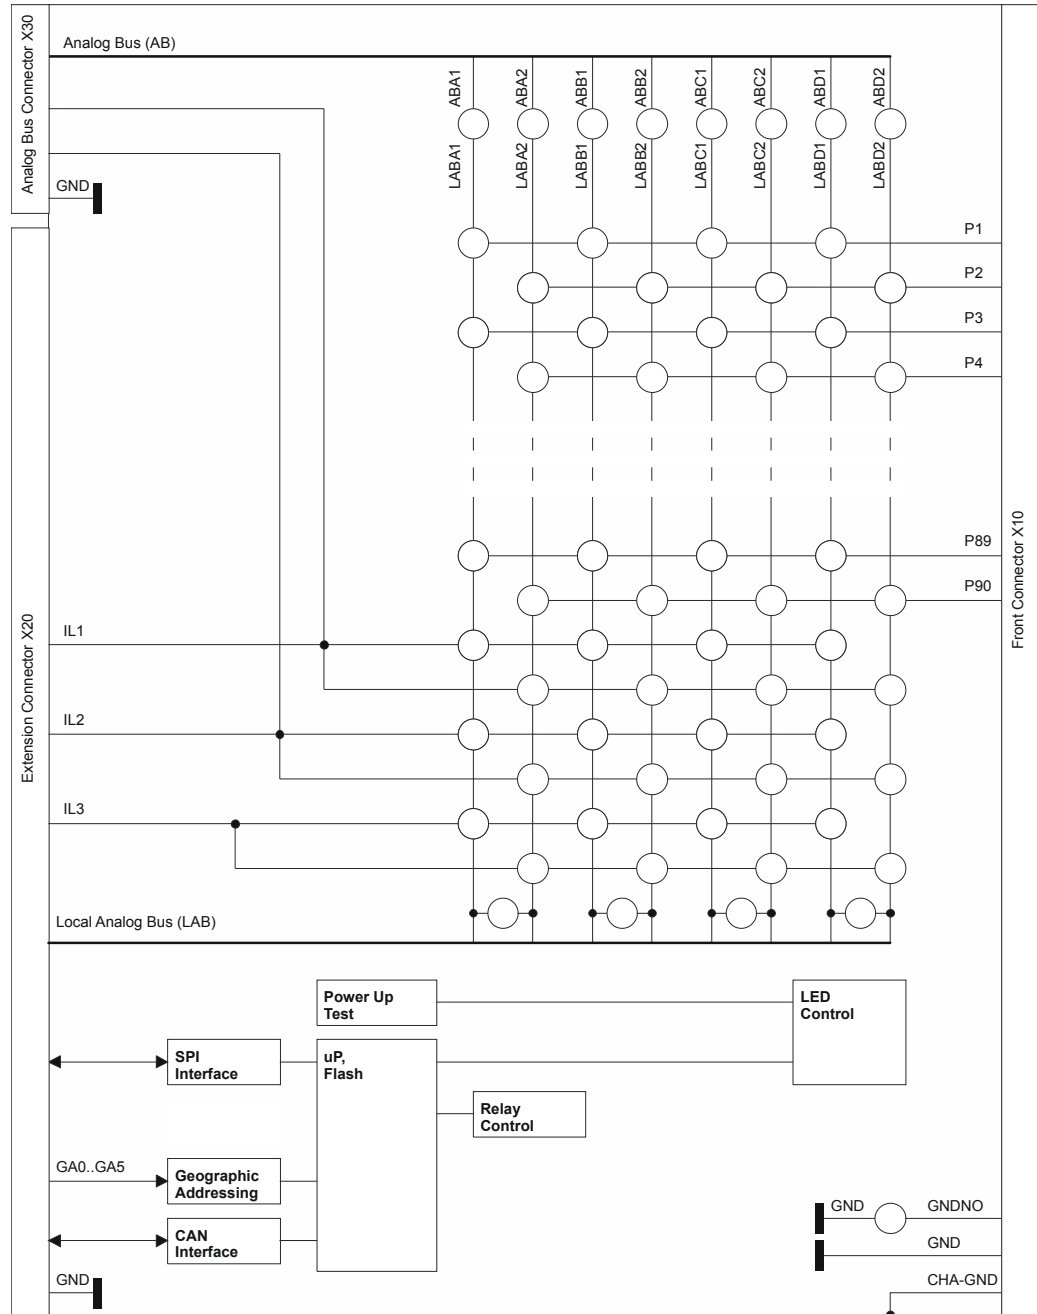 Analog Bus Connector X30
Analog Bus (AB)
ABA1
ABA2
ABB1
ABB2
ABC1
ABC2
ABD1
ABD2
LABA1
LABA2
LABB1
LABB2
LABC1
LABC2
LABD1
LABD2
GND
P1
P2
P3
P4
P89
P90
Front Connector X10
Extension Connector X20
IL1
IL2
IL3
Local Analog Bus (LAB)
Power Up
Test
LED
Control
SPI
Interface
uP,
Flash
Relay
Control
GA0..GA5
Geographic
Addressing
CAN
Interface
GND
GNDNO
GND
GND
CHA-GND